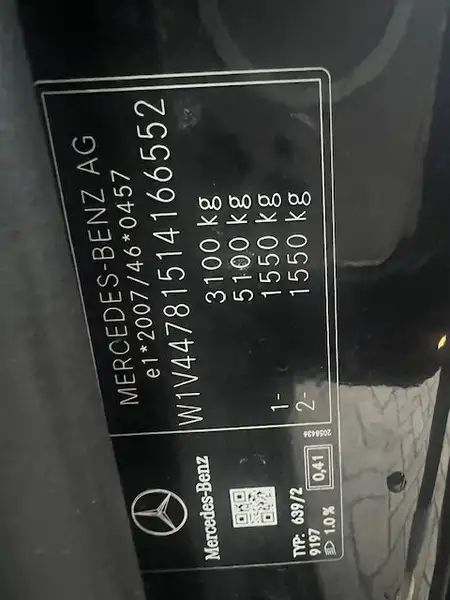 MERCEDES-BENZ AG
e1*2007/46*0457
W1V44781514166552
3100 kg
5100 kg
1- 1550 kg
2- 1550 kg
2058436
Mercedes-Benz
TYP: 639/2
9197
1.0 %
0,41